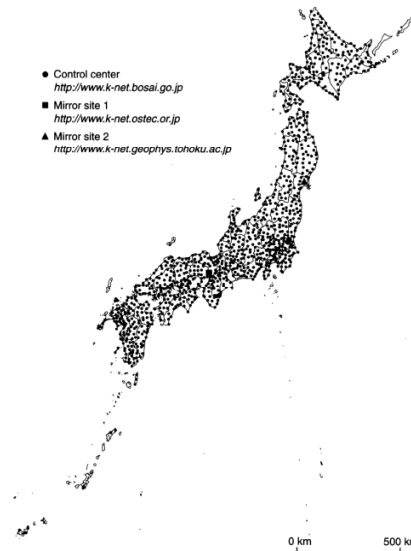 Control center
http://www.k-net.bosai.go.jp
Mirror site 1
http://www.k-net.ostec.or.jp
Mirror site 2
http://www.k-net.geophys.tohoku.ac.jp
0 km 500 km